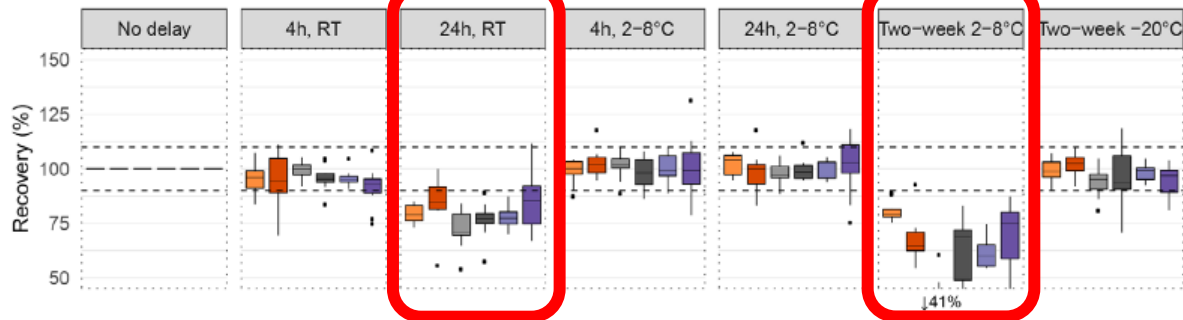 No delay
4h, RT
24h, RT
4h, 2−8°C
24h, 2−8°C
Two−week 2−8°C
Two−week −20°C
Recovery (%)
150
125
100
75
50
↓41%